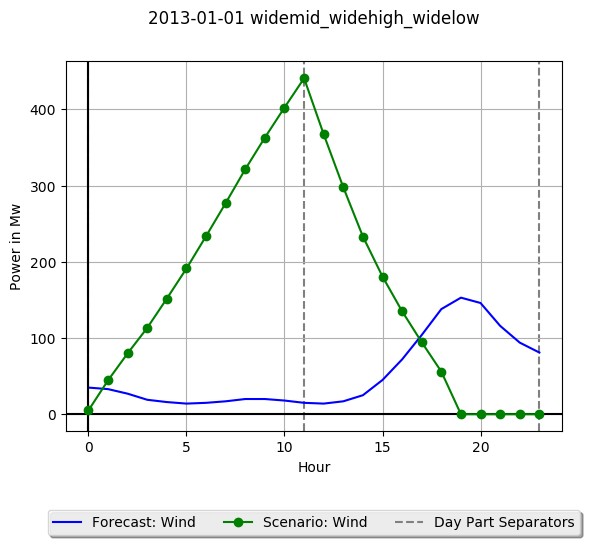 2013-01-01 widemid_widehigh_widelow
400
300
200
100
0
Power in Mw
0 5 10 15 20
Hour
Forecast: Wind Scenario: Wind Day Part Separators